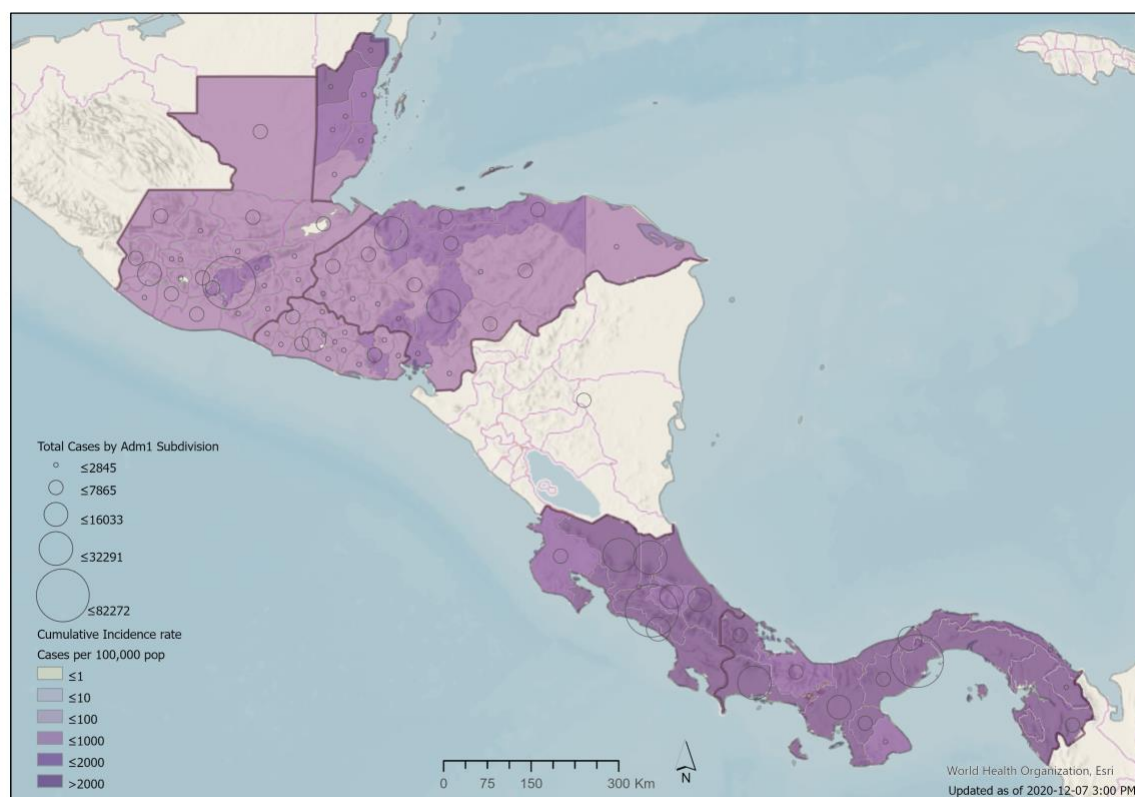 Total Cases by Adm1 Subdivision
≤2845
≤7865
≤16033
≤32291
≤82272
Cumulative Incidence rate
Cases per 100,000 pop
≤1
≤10
≤100
≤1000
≤2000
>2000
0 75 150 300 Km
N
World Health Organization, Esri
Updated as of 2020-12-07 3:00 PM